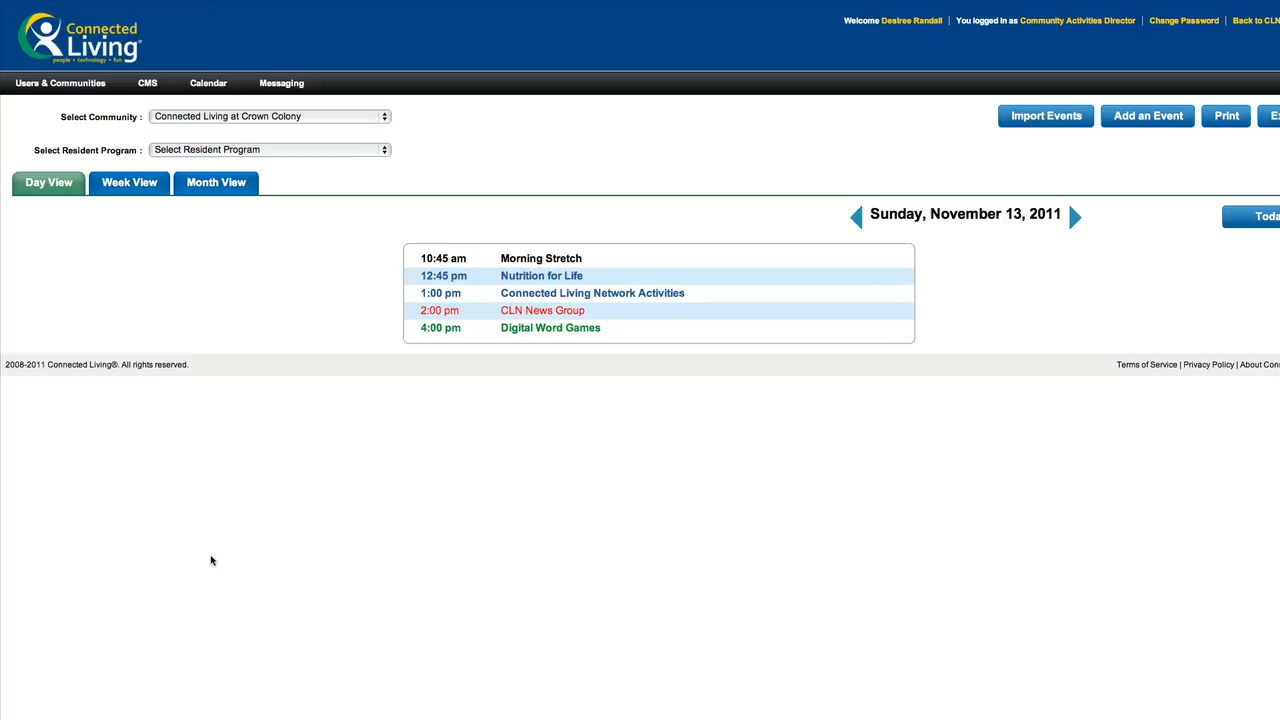 Connected
Living®
people • technology • fun
Welcome Desiree Randall | You logged in as Community Activities Director | Change Password | Back to CLN
Users & Communities CMS Calendar Messaging
Select Community : Connected Living at Crown Colony
Import Events Add an Event Print
Select Resident Program : Select Resident Program
Day View Week View Month View
Sunday, November 13, 2011
10:45 am Morning Stretch
12:45 pm Nutrition for Life
1:00 pm Connected Living Network Activities
2:00 pm CLN News Group
4:00 pm Digital Word Games
2008-2011 Connected Living®. All rights reserved.
Terms of Service | Privacy Policy | About